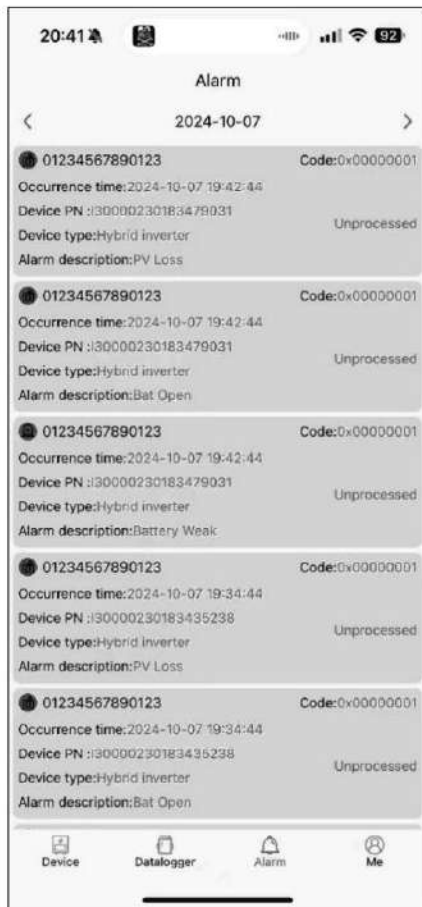 20:41
92
Alarm
2024-10-07
01234567890123 Code:0x00000001
Occurrence time:2024-10-07 19:42:44
Device PN :I30000230183479031
Unprocessed
Device type:Hybrid inverter
Alarm description:PV Loss
01234567890123 Code:0x00000001
Occurrence time:2024-10-07 19:42:44
Device PN :I30000230183479031
Unprocessed
Device type:Hybrid inverter
Alarm description:Bat Open
01234567890123 Code:0x00000001
Occurrence time:2024-10-07 19:42:44
Device PN :I30000230183479031
Unprocessed
Device type:Hybrid inverter
Alarm description:Battery Weak
01234567890123 Code:0x00000001
Occurrence time:2024-10-07 19:34:44
Device PN :I30000230183435238
Unprocessed
Device type:Hybrid inverter
Alarm description:PV Loss
01234567890123 Code:0x00000001
Occurrence time:2024-10-07 19:34:44
Device PN :I30000230183435238
Unprocessed
Device type:Hybrid inverter
Alarm description:Bat Open
Device Datalogger Alarm Me